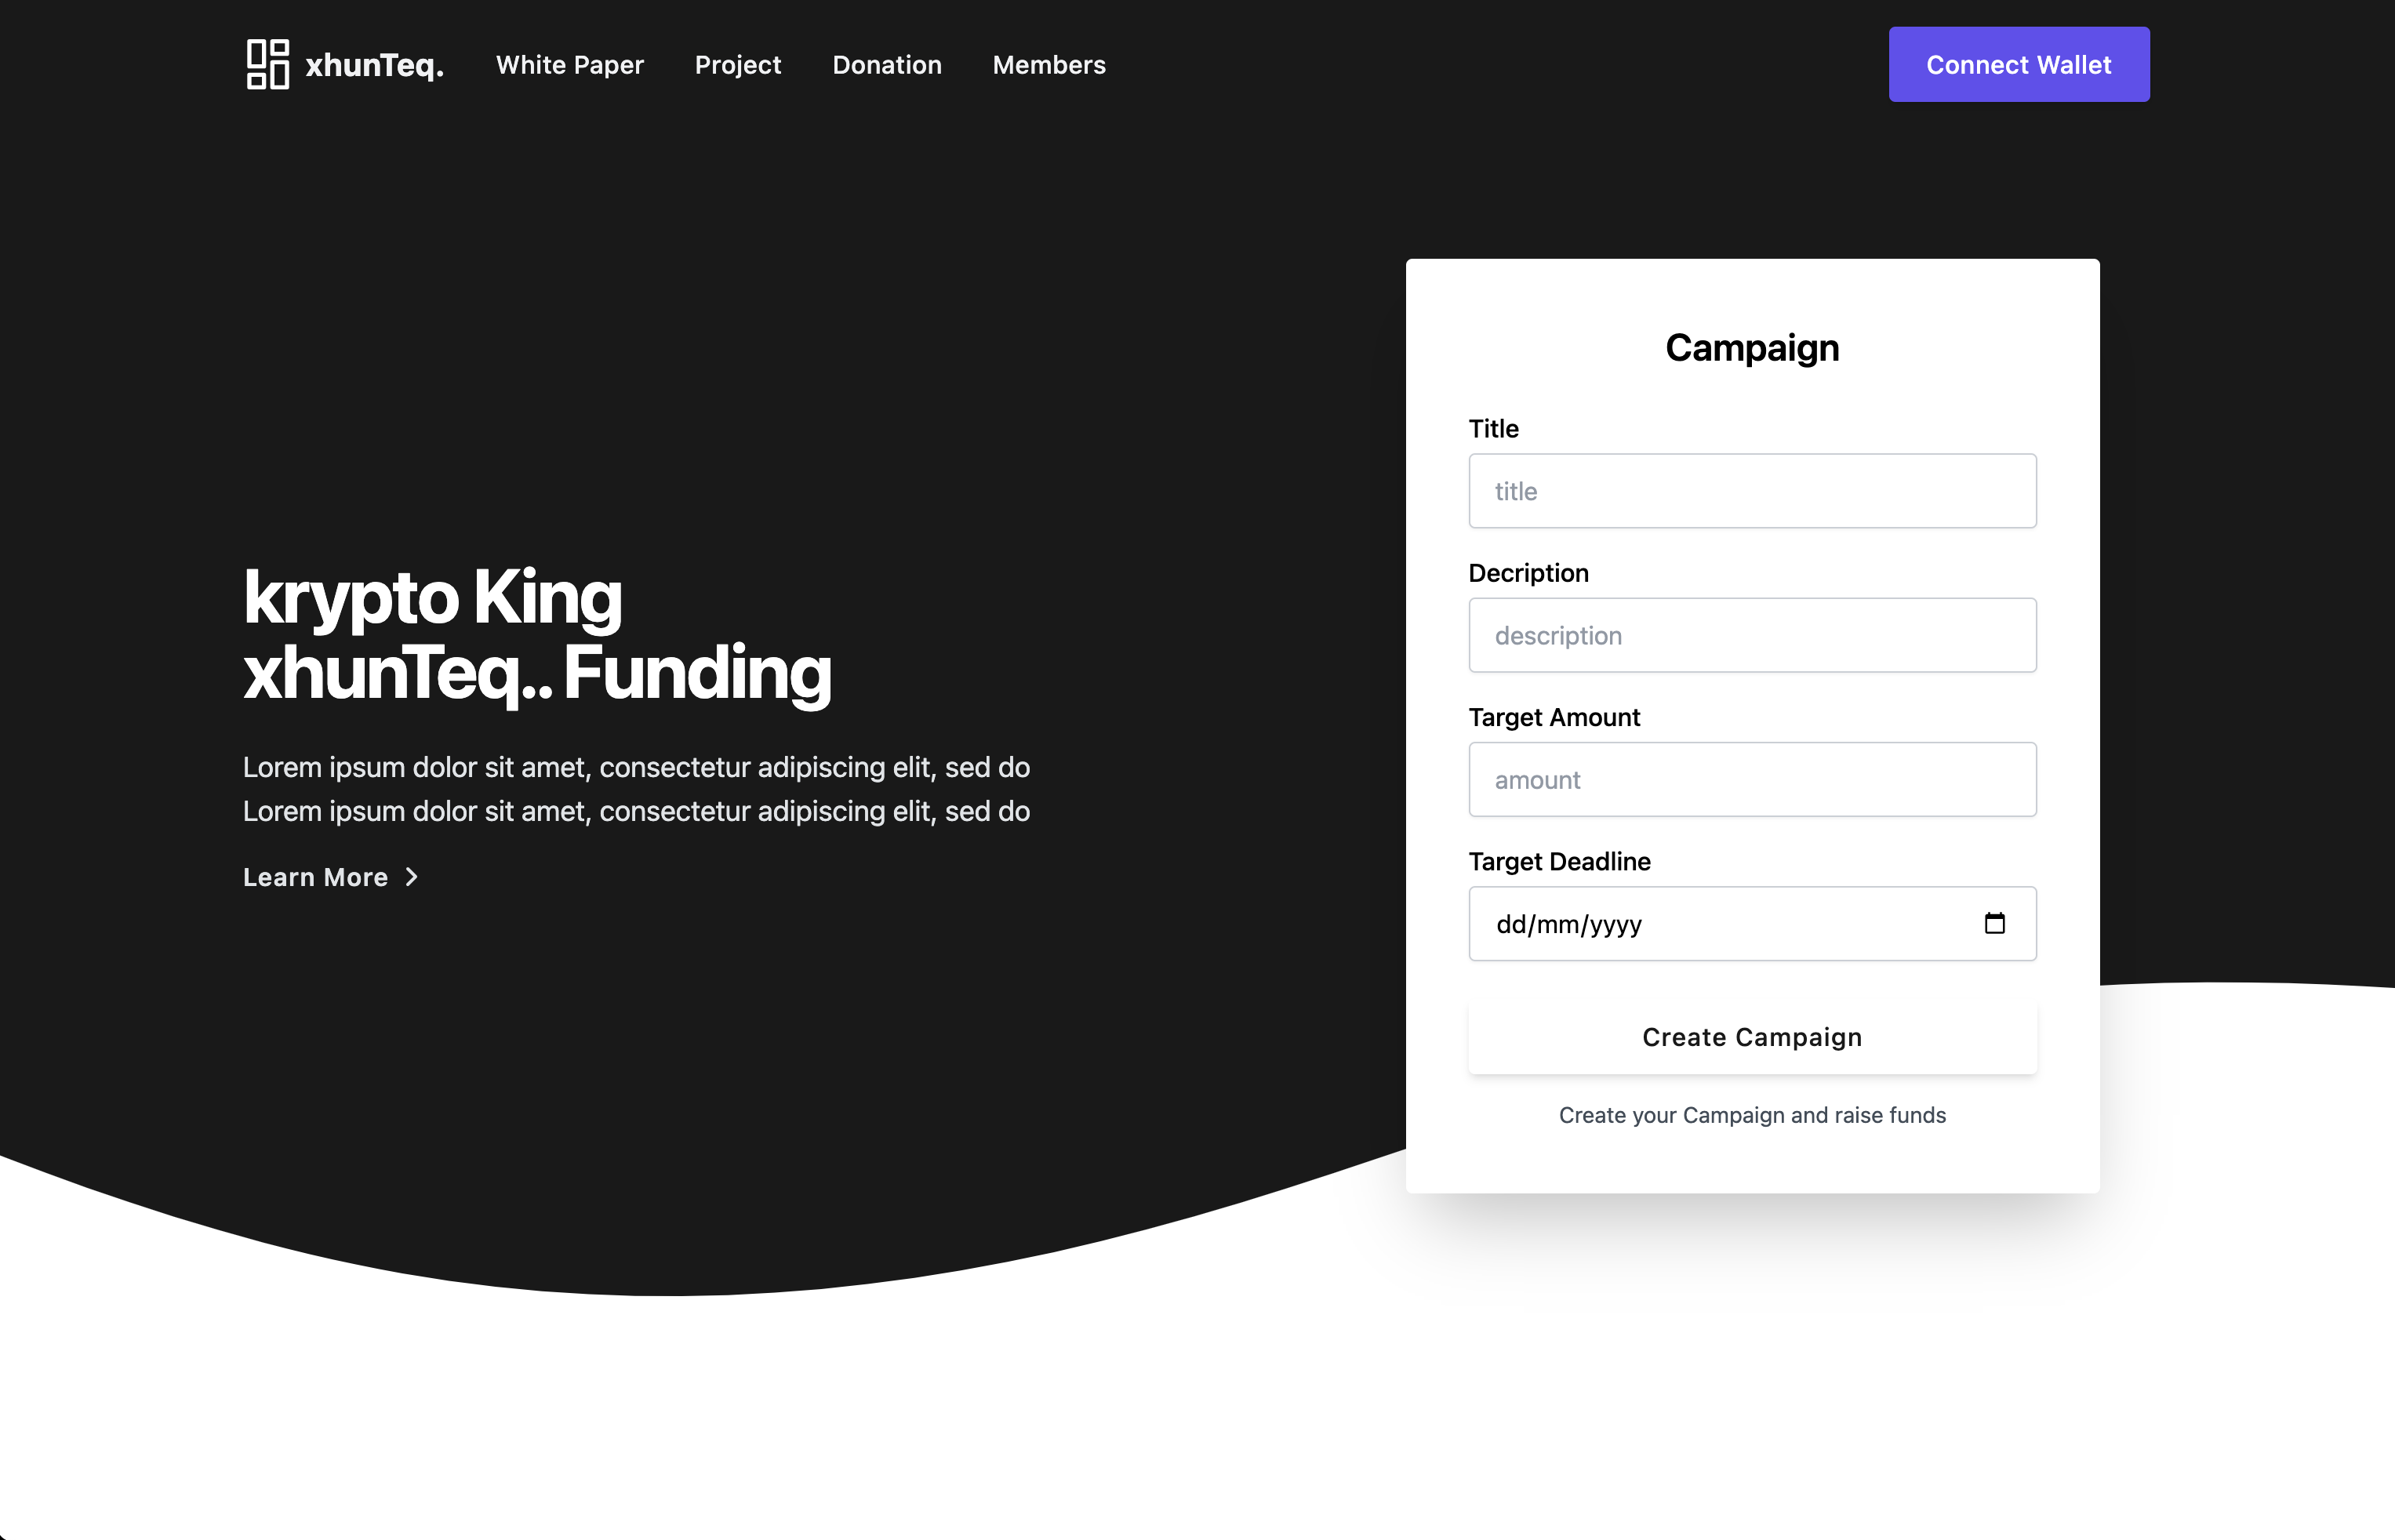 xhunTeq.
White Paper
Project
Donation
Members
Connect Wallet
krypto King
xhunTeq.. Funding
Lorem ipsum dolor sit amet, consectetur adipiscing elit, sed do
Lorem ipsum dolor sit amet, consectetur adipiscing elit, sed do
Learn More
Campaign
Title
title
Decription
description
Target Amount
amount
Target Deadline
dd/mm/yyyy
Create Campaign
Create your Campaign and raise funds